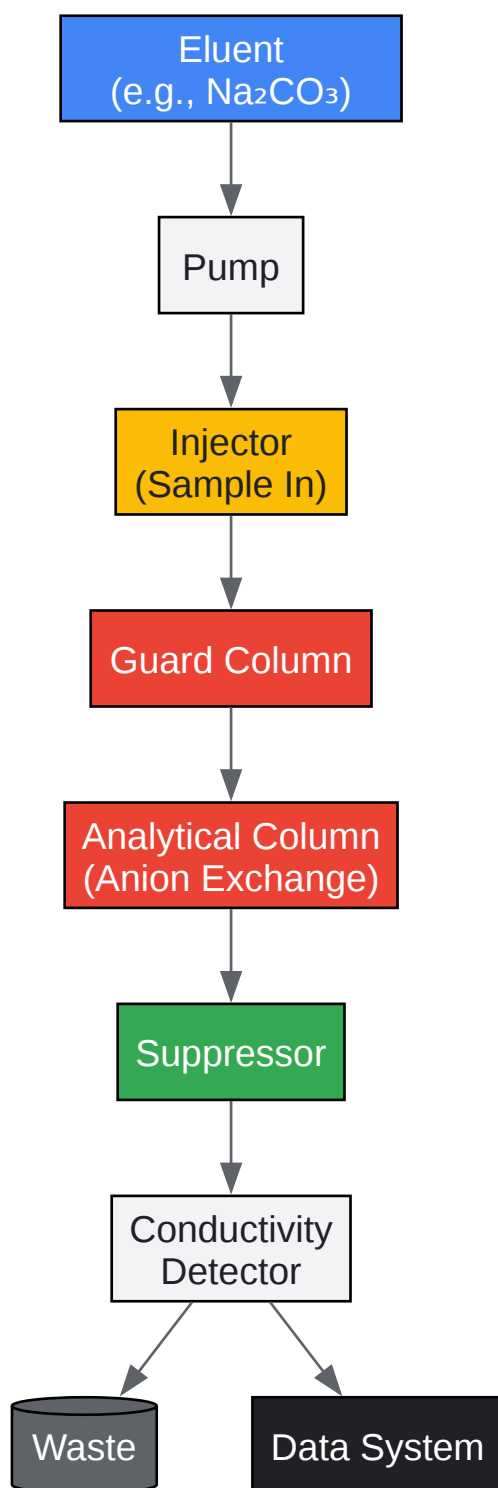 Eluent
(e.g., Na₂CO₃)
Pump
Injector
(Sample In)
Guard Column
Analytical Column
(Anion Exchange)
Suppressor
Conductivity
Detector
Waste
Data System